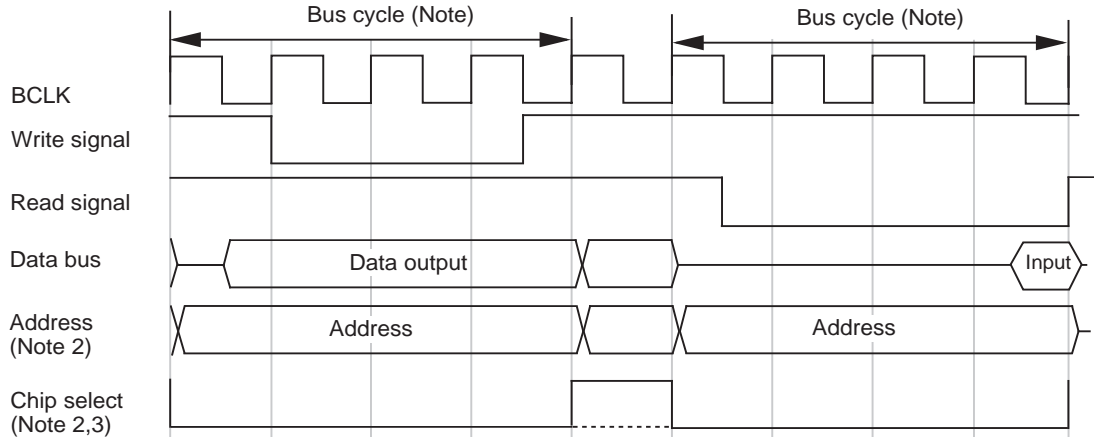 Bus cycle (Note)
Bus cycle (Note)
BCLK
Write signal
Read signal
Data bus
Data output
Input
Address
(Note 2)
Address
Address
Chip select
(Note 2,3)